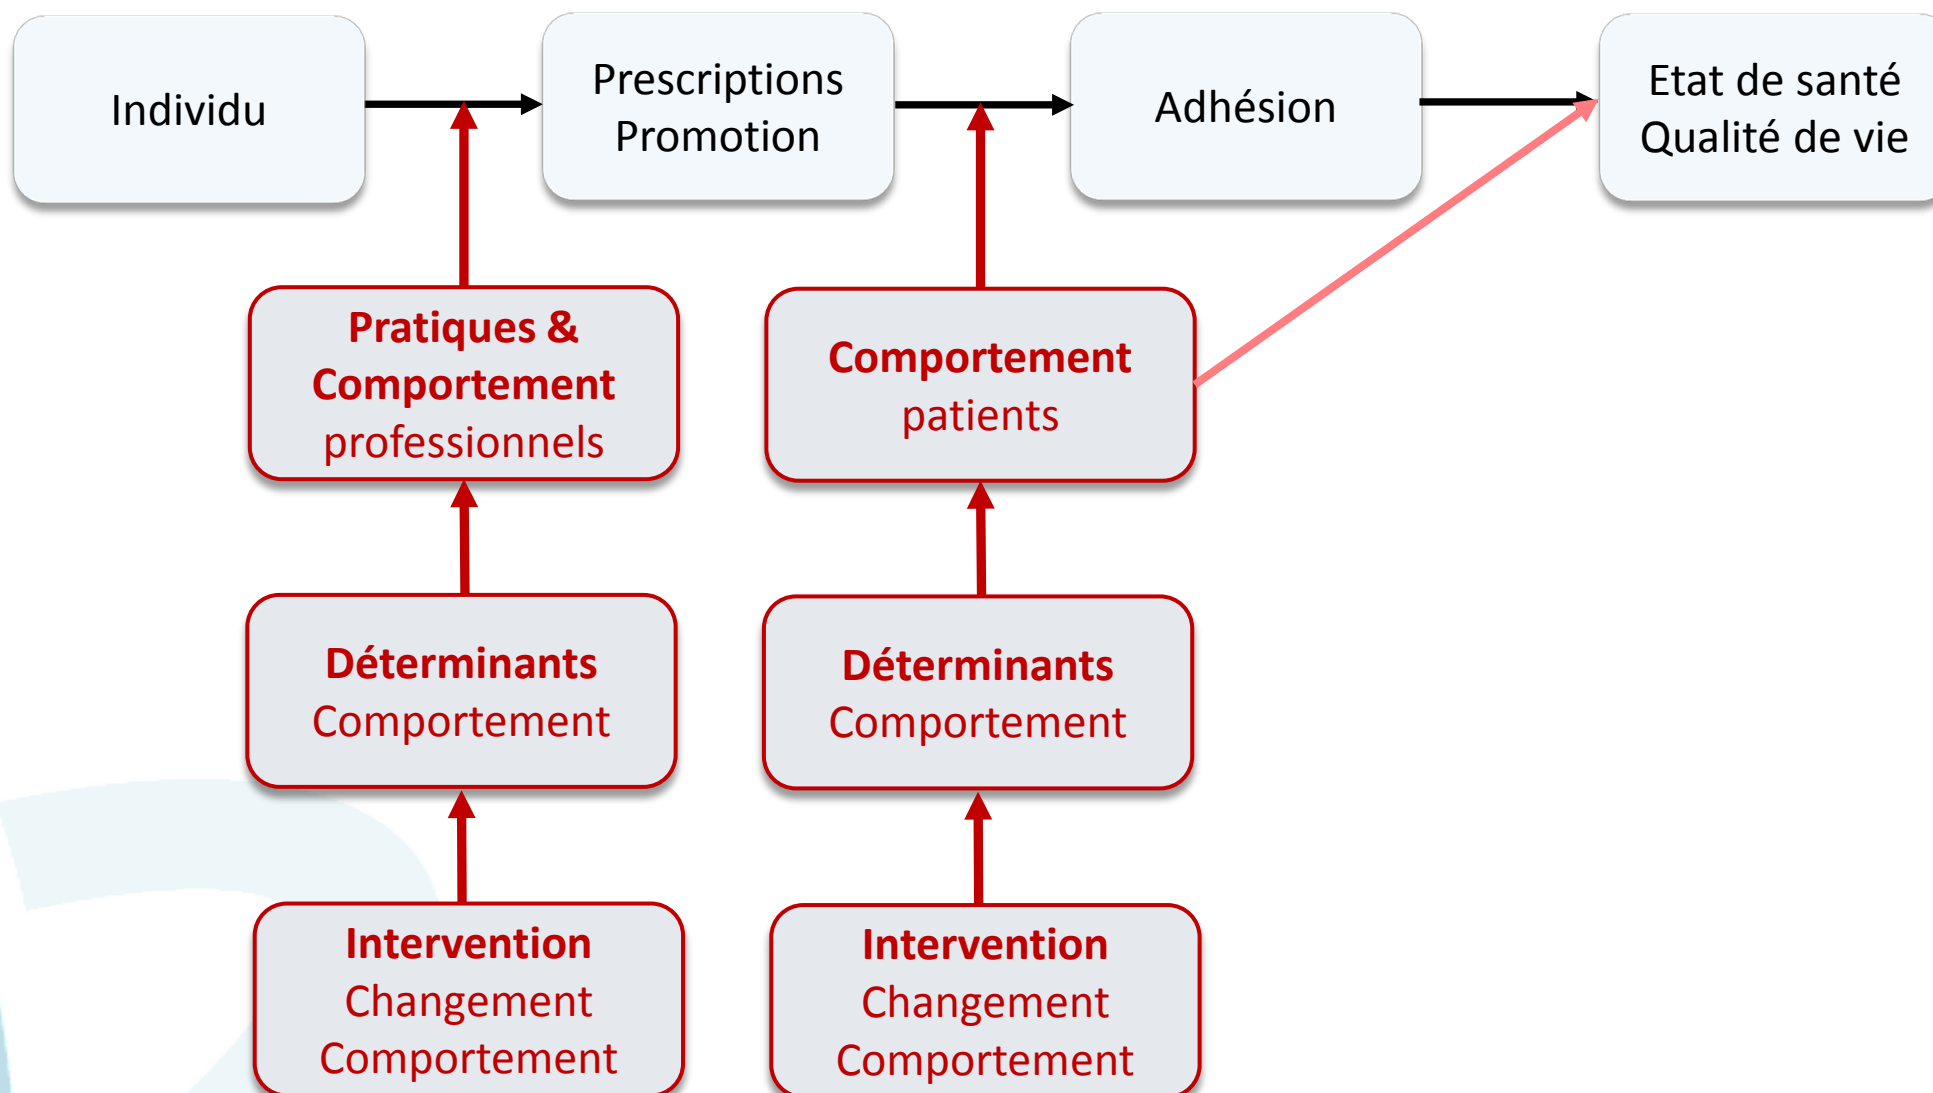 Individu
Prescriptions
Promotion
Adhésion
Etat de santé
Qualité de vie
Pratiques &
Comportement
professionnels
Comportement
patients
Déterminants
Comportement
Déterminants
Comportement
Intervention
Changement
Comportement
Intervention
Changement
Comportement